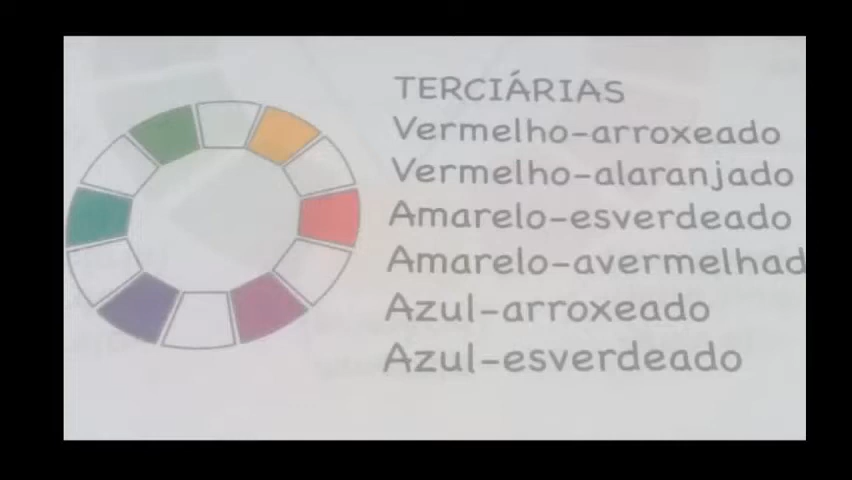 TERCIÁRIAS
Vermelho-arroxeado
Vermelho-alaranjado
Amarelo-esverdeado
Amarelo-avermelhad
Azul-arroxeado
Azul-esverdeado